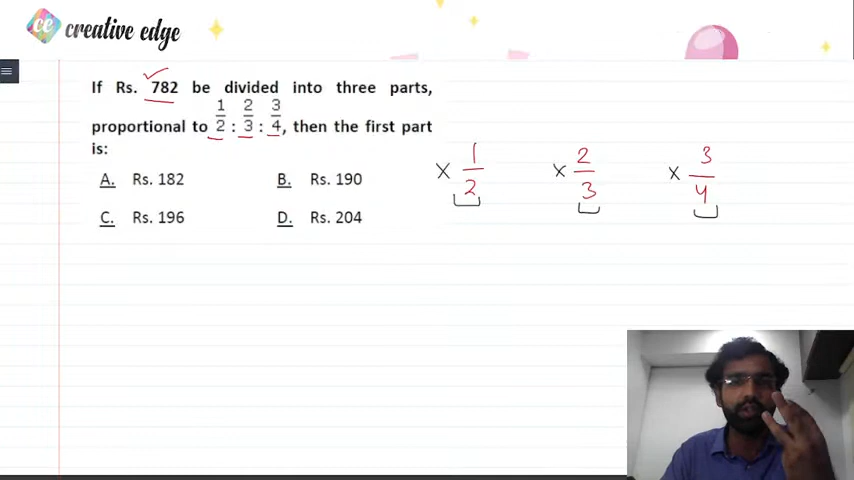 ce creative edge
If Rs. 782 be divided into three parts,
proportional to 1/2 : 2/3 : 3/4, then the first part
is:
A. Rs. 182 B. Rs. 190
C. Rs. 196 D. Rs. 204
× 1/2 × 2/3 × 3/4